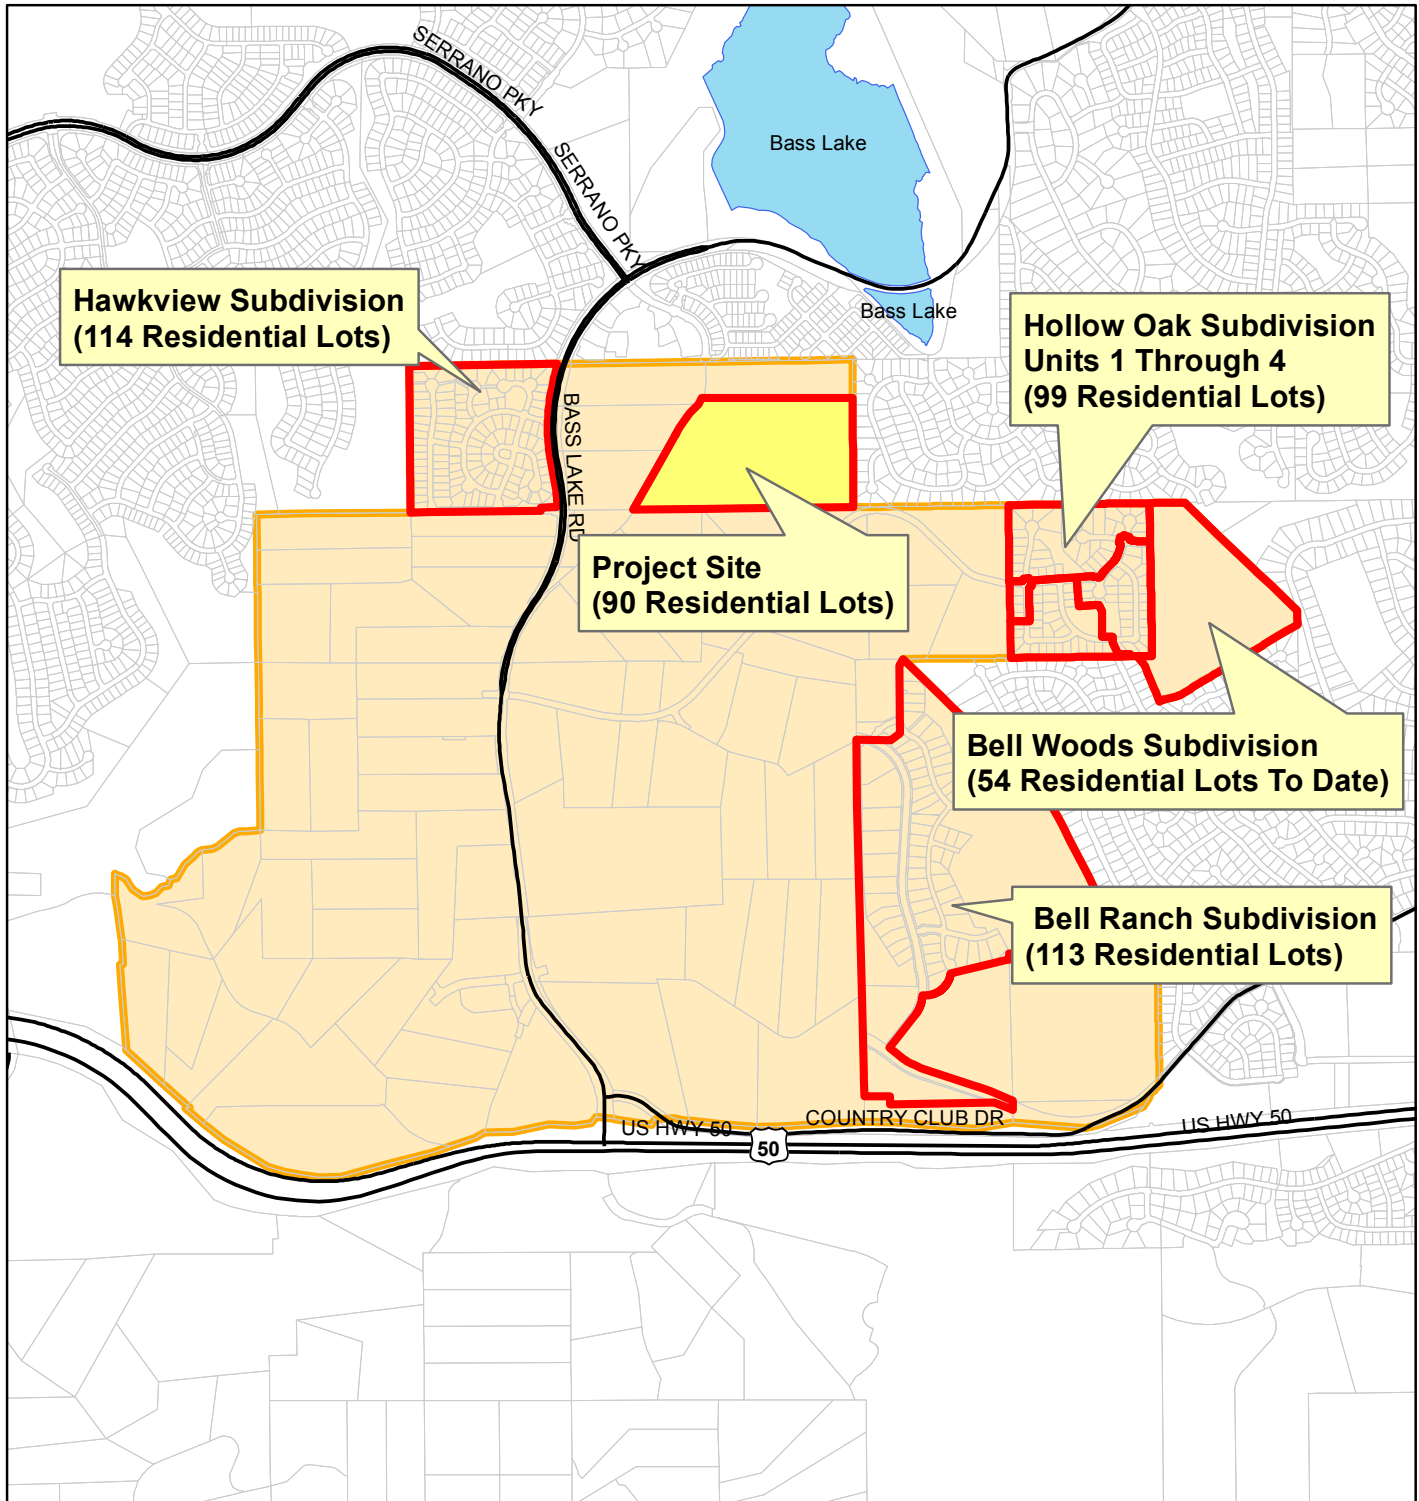 SERRANO PKY
SERRANO PKY
Bass Lake
Bass Lake
Hawkview Subdivision
(114 Residential Lots)
Hollow Oak Subdivision
Units 1 Through 4
(99 Residential Lots)
BASS LAKE RD
Project Site
(90 Residential Lots)
Bell Woods Subdivision
(54 Residential Lots To Date)
Bell Ranch Subdivision
(113 Residential Lots)
US HWY 50
COUNTRY CLUB DR
US HWY 50
50